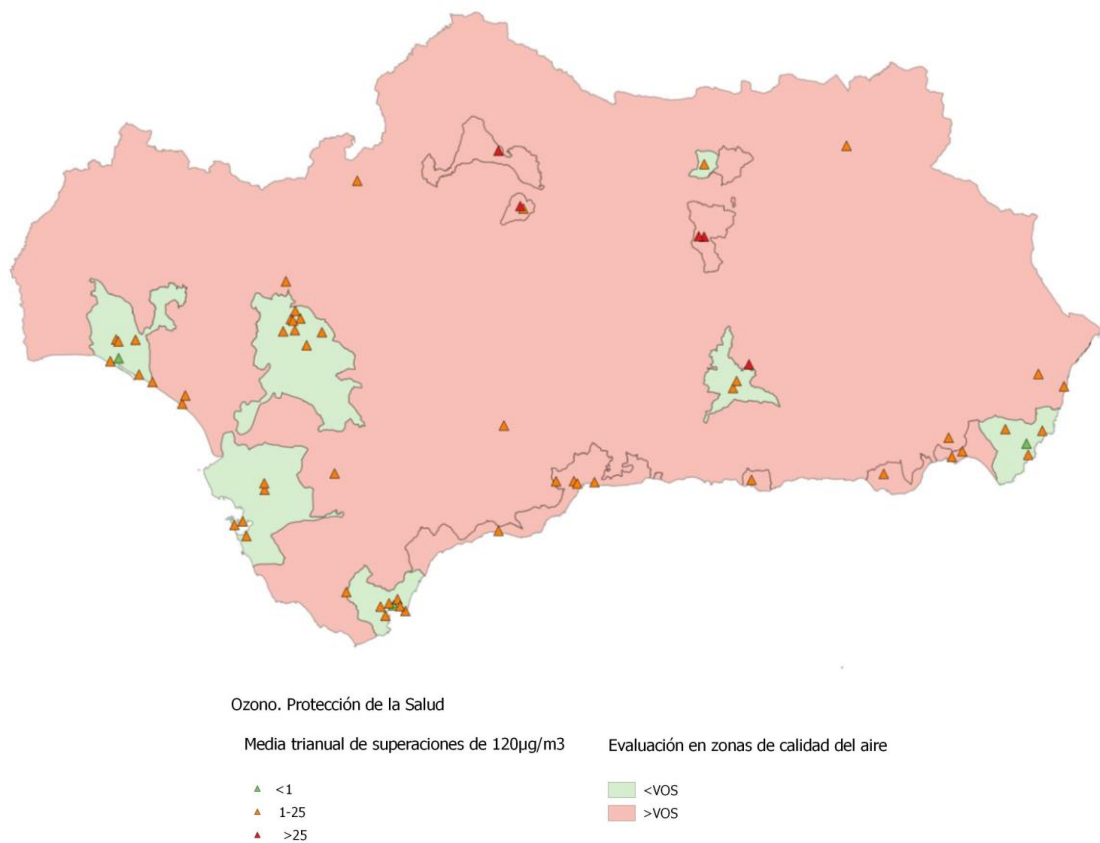 Ozono. Protección de la Salud
Media trianual de superaciones de 120µg/m3
<1
1-25
>25
Evaluación en zonas de calidad del aire
<VOS
>VOS